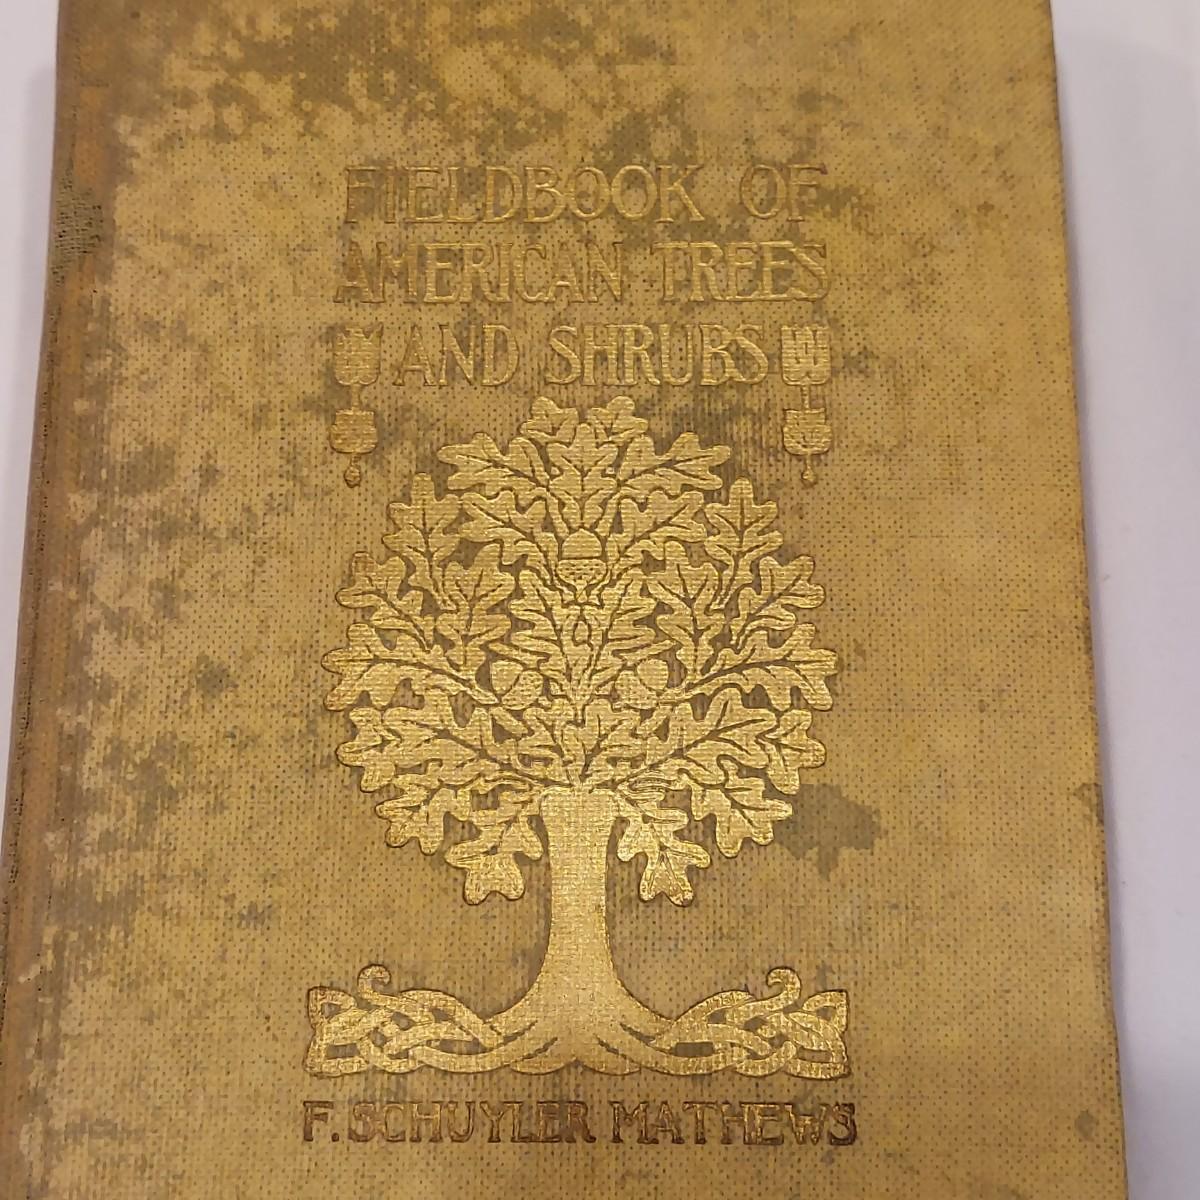 FIELDBOOK OF
AMERICAN TREES
AND SHRUBS
F. SCHUYLER MATHEWS